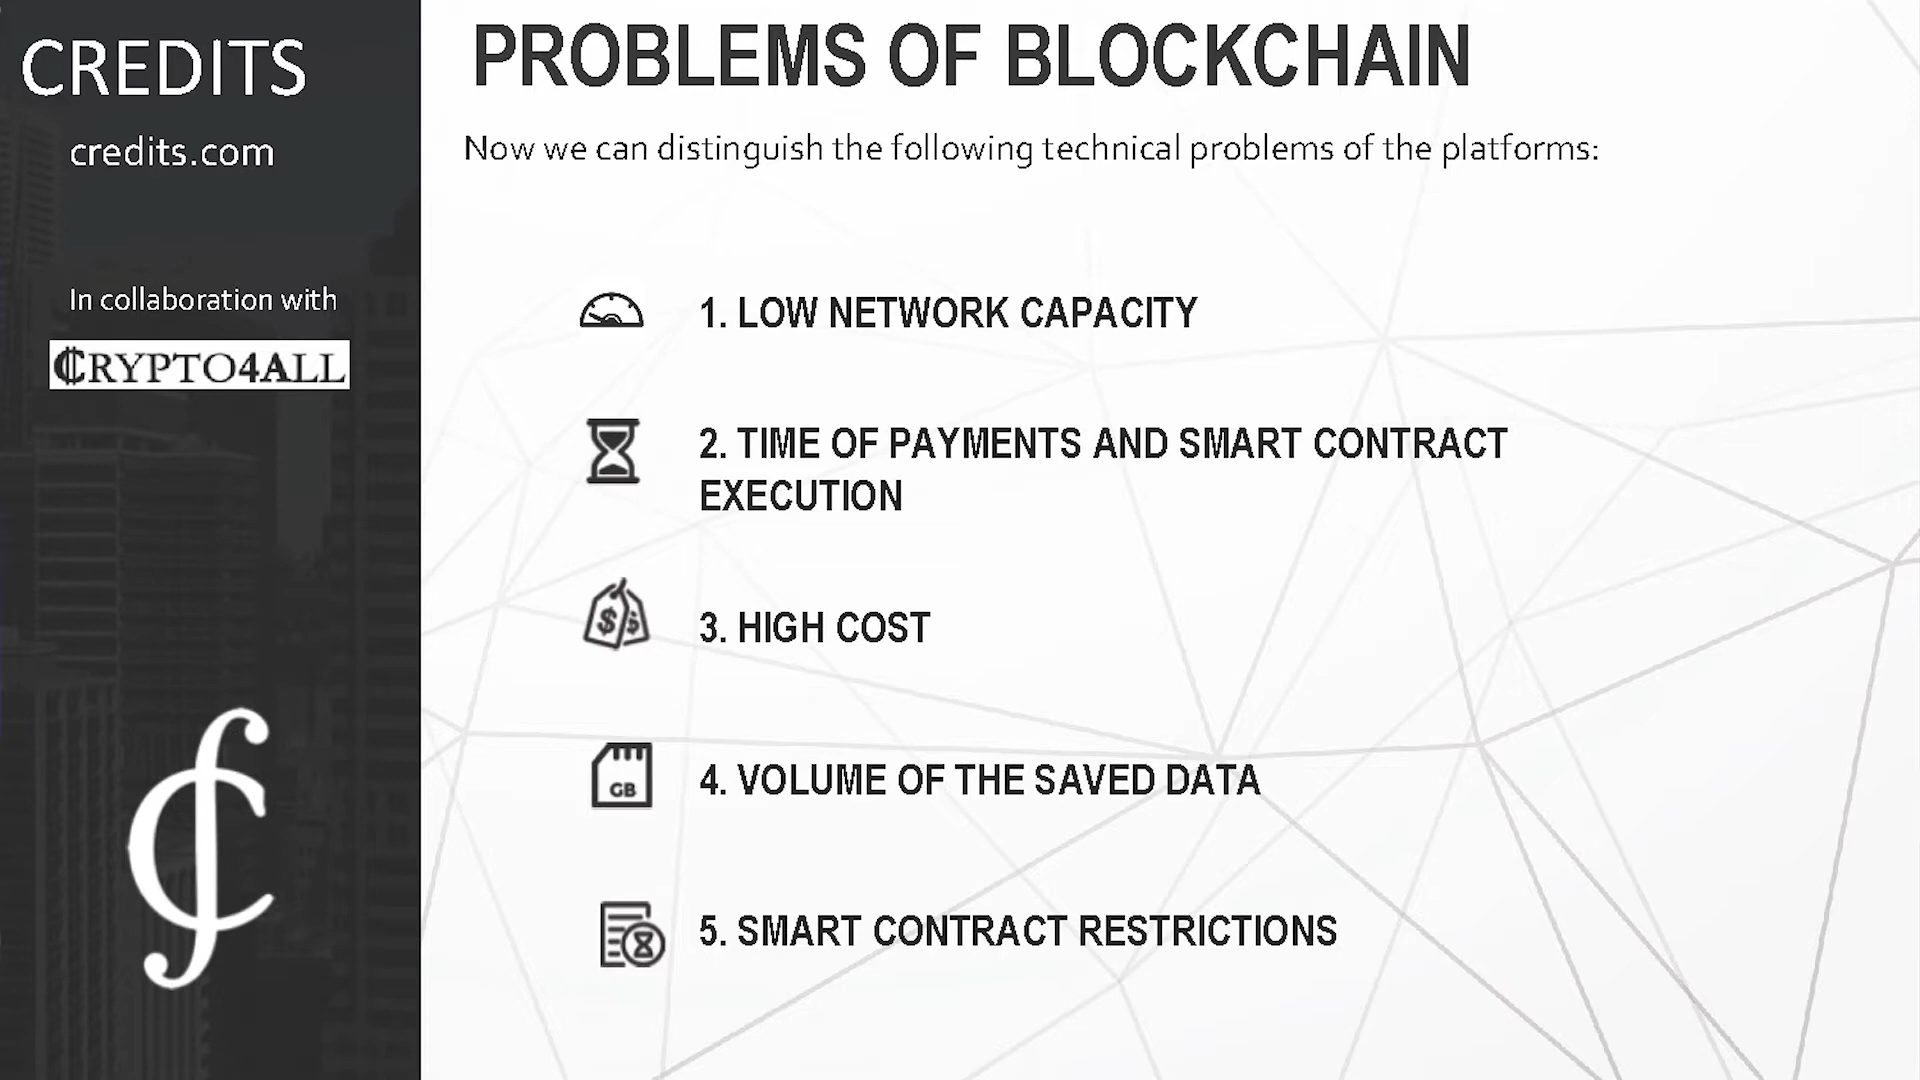 CREDITS
credits.com
In collaboration with
₵RYPTO4ALL
PROBLEMS OF BLOCKCHAIN
Now we can distinguish the following technical problems of the platforms:
1. LOW NETWORK CAPACITY
2. TIME OF PAYMENTS AND SMART CONTRACT
EXECUTION
$ $
3. HIGH COST
GB
4. VOLUME OF THE SAVED DATA
5. SMART CONTRACT RESTRICTIONS